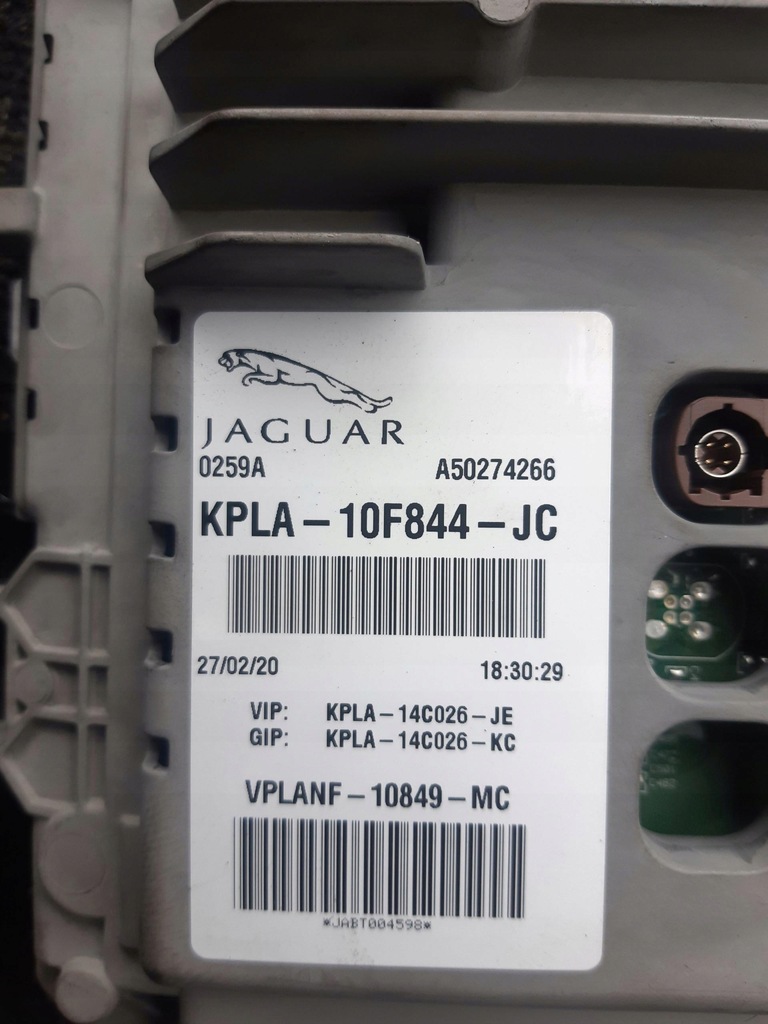 JAGUAR
0259A A50274266
KPLA-10F844-JC
27/02/20 18:30:29
VIP: KPLA-14C026-JE
GIP: KPLA-14C026-KC
VPLANF-10849-MC
*JABT004598*